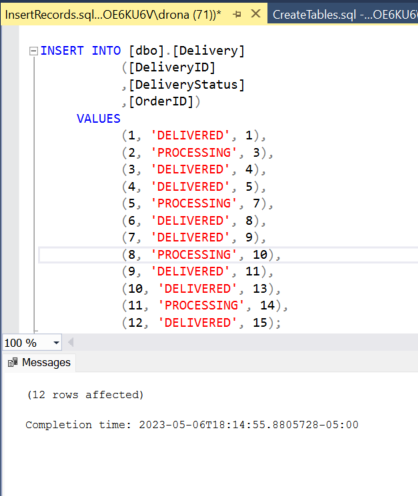 InsertRecords.sql...OE6KU6V\drona (71))* CreateTables.sql -...OE6KU6
INSERT INTO [dbo].[Delivery]
([DeliveryID]
,[DeliveryStatus]
,[OrderID])
VALUES
(1, 'DELIVERED', 1),
(2, 'PROCESSING', 3),
(3, 'DELIVERED', 4),
(4, 'DELIVERED', 5),
(5, 'PROCESSING', 7),
(6, 'DELIVERED', 8),
(7, 'DELIVERED', 9),
(8, 'PROCESSING', 10),
(9, 'DELIVERED', 11),
(10, 'DELIVERED', 13),
(11, 'PROCESSING', 14),
(12, 'DELIVERED', 15);
100 %
Messages
(12 rows affected)
Completion time: 2023-05-06T18:14:55.8805728-05:00